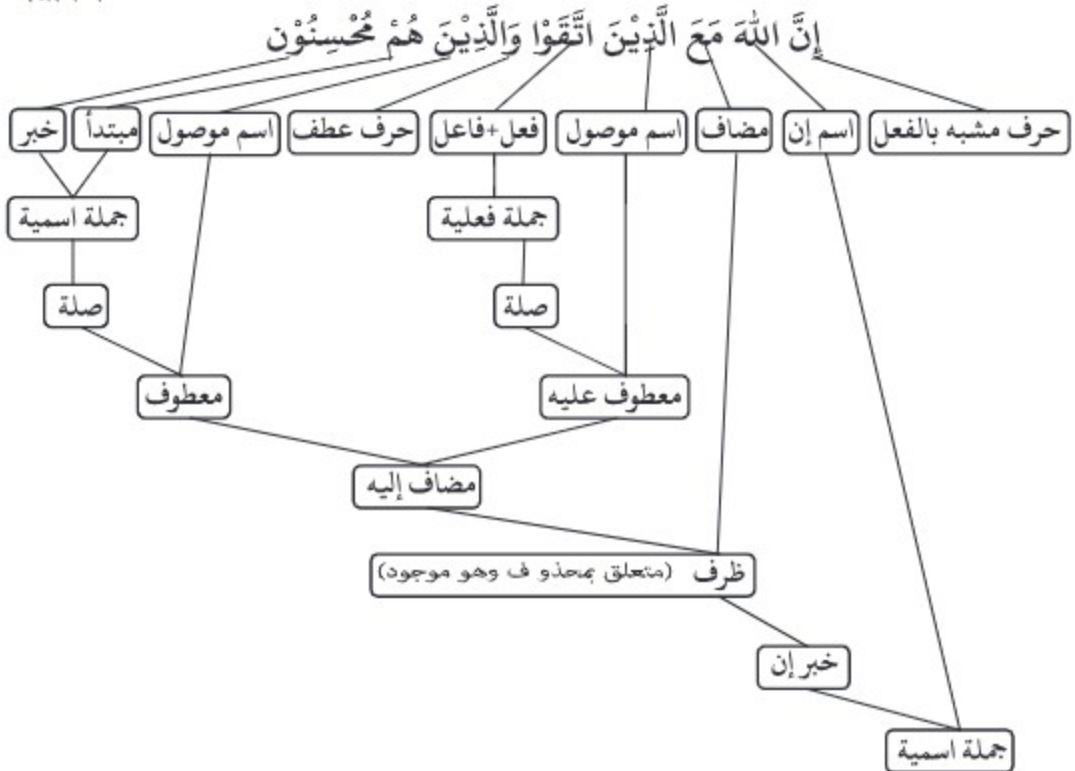 إِنَّ اللهَ مَعَ الَّذِيْنَ اتَّقَوْا وَالَّذِيْنَ هُمْ مُحْسِنُوْن
حرف مشبه بالفعل اسم إن مضاف اسم موصول فعل+فاعل حرف عطف اسم موصول مبتدأ خبر
جملة فعلية جملة اسمية
صلة صلة
معطوف عليه معطوف
مضاف إليه
ظرف (متعلق بمحذو ف وهو موجود)
خبر إن
جملة اسمية